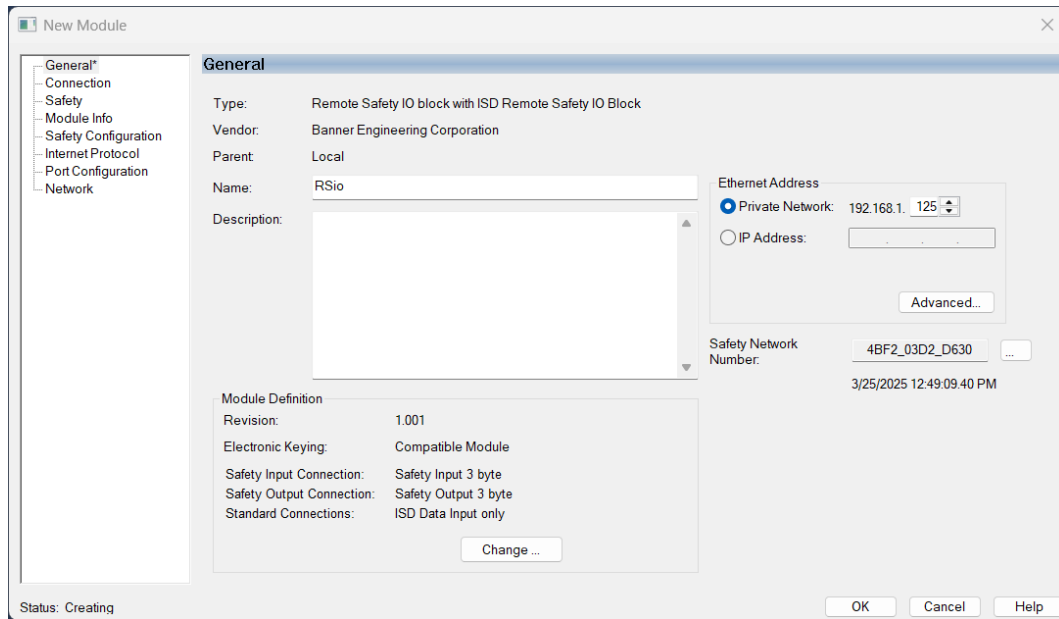 New Module
General*
Connection
Safety
Module Info
Safety Configuration
Internet Protocol
Port Configuration
Network
General
Type: Remote Safety IO block with ISD Remote Safety IO Block
Vendor: Banner Engineering Corporation
Parent: Local
Name: RSio
Description:
Ethernet Address
Private Network: 192.168.1. 125
IP Address: . . .
Advanced...
Safety Network Number: 4BF2_03D2_D630 ...
3/25/2025 12:49:09.40 PM
Module Definition
Revision: 1.001
Electronic Keying: Compatible Module
Safety Input Connection: Safety Input 3 byte
Safety Output Connection: Safety Output 3 byte
Standard Connections: ISD Data Input only
Change ...
Status: Creating
OK Cancel Help